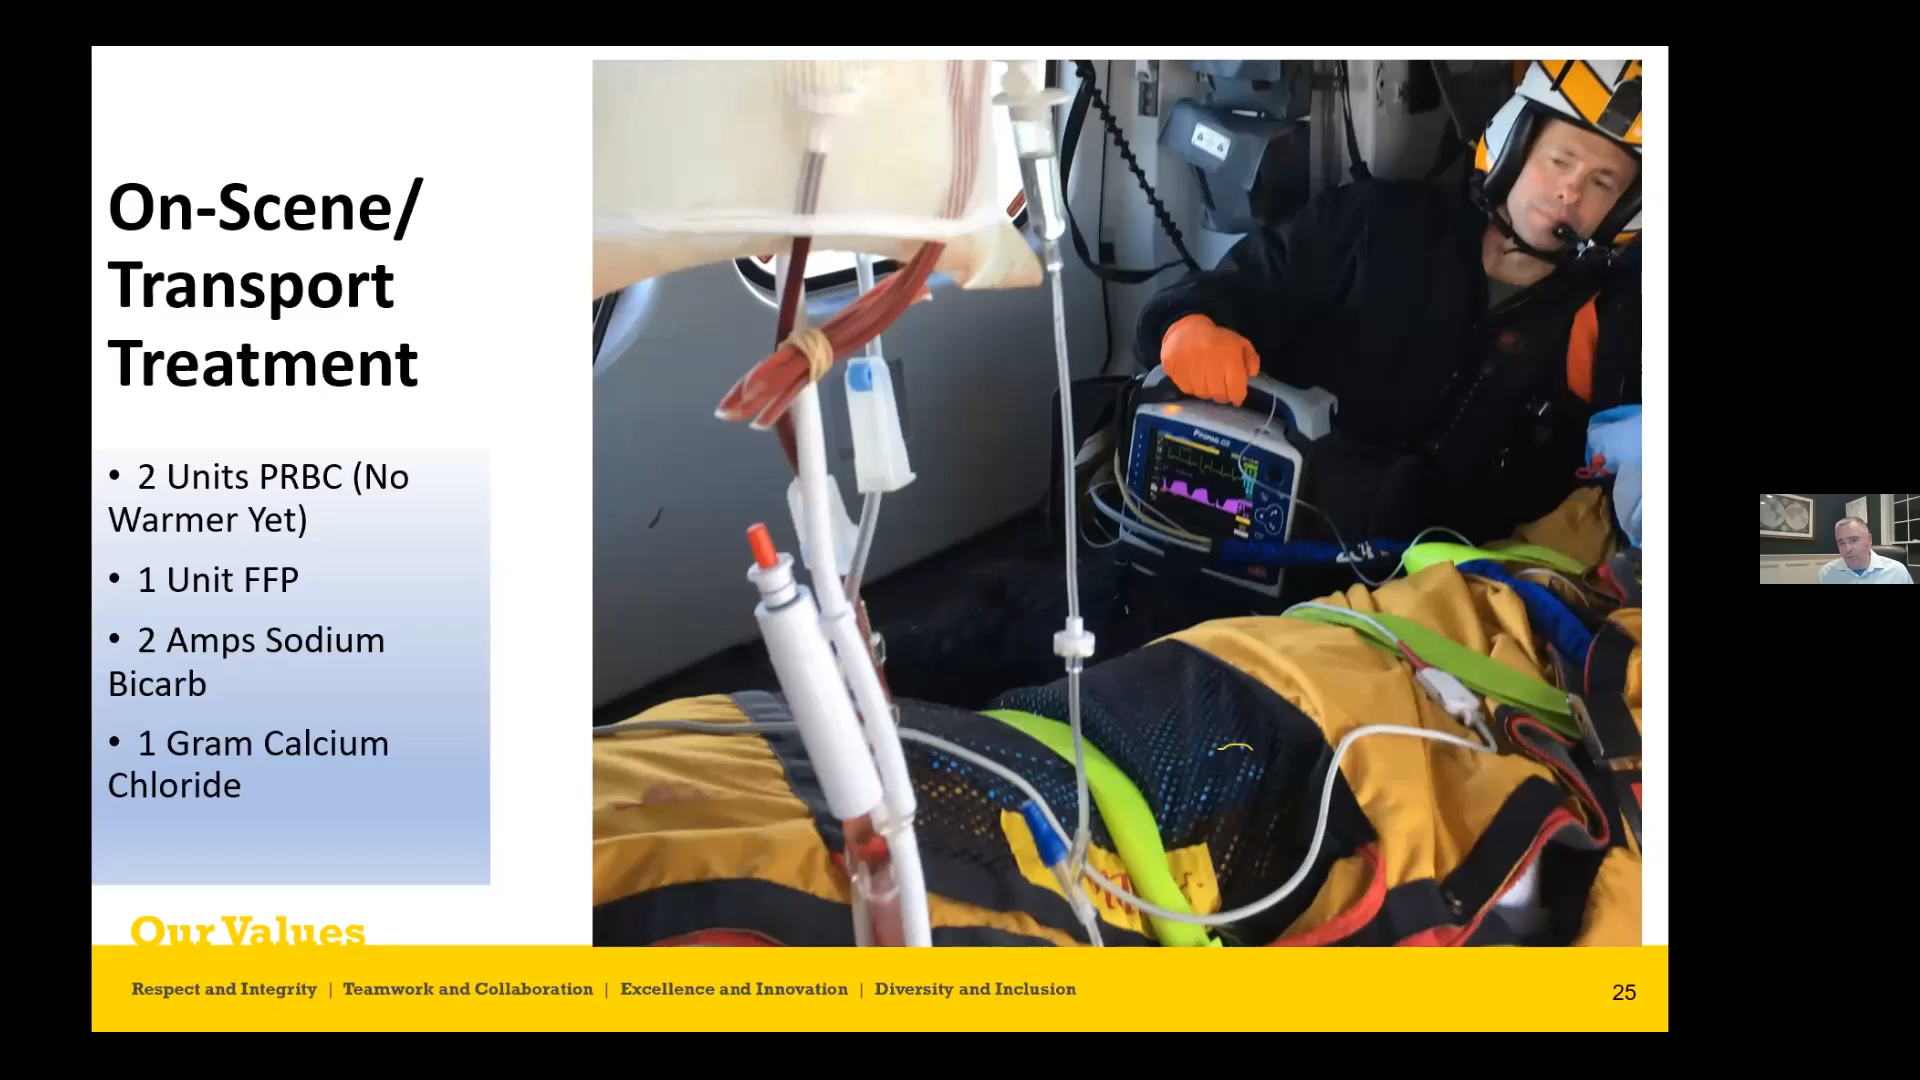 On-Scene/
Transport
Treatment
• 2 Units PRBC (No
Warmer Yet)
• 1 Unit FFP
• 2 Amps Sodium
Bicarb
• 1 Gram Calcium
Chloride
Our Values
Respect and Integrity | Teamwork and Collaboration | Excellence and Innovation | Diversity and Inclusion
25